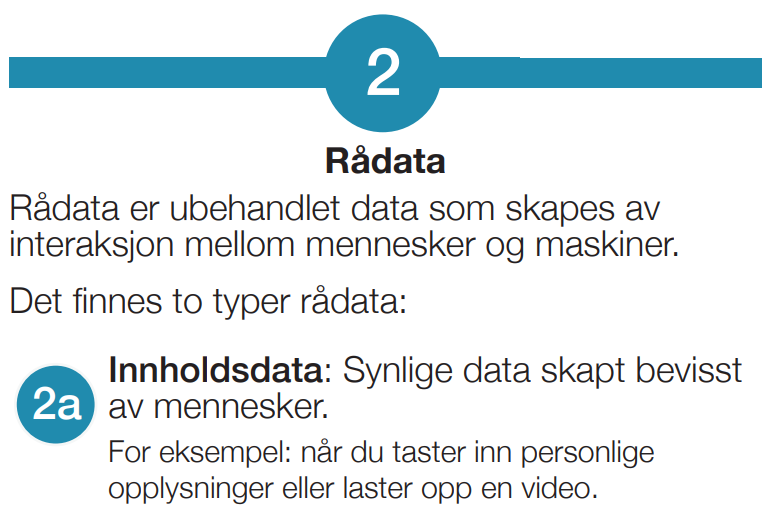 2
Rådata
Rådata er ubehandlet data som skapes av
interaksjon mellom mennesker og maskiner.
Det finnes to typer rådata:
2a
Innholdsdata: Synlige data skapt bevisst
av mennesker.
For eksempel: når du taster inn personlige
opplysninger eller laster opp en video.